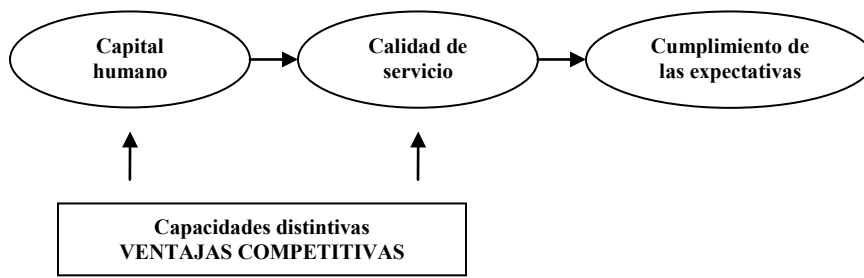 Capital
humano
Calidad de
servicio
Cumplimiento de
las expectativas
Capacidades distintivas
VENTAJAS COMPETITIVAS